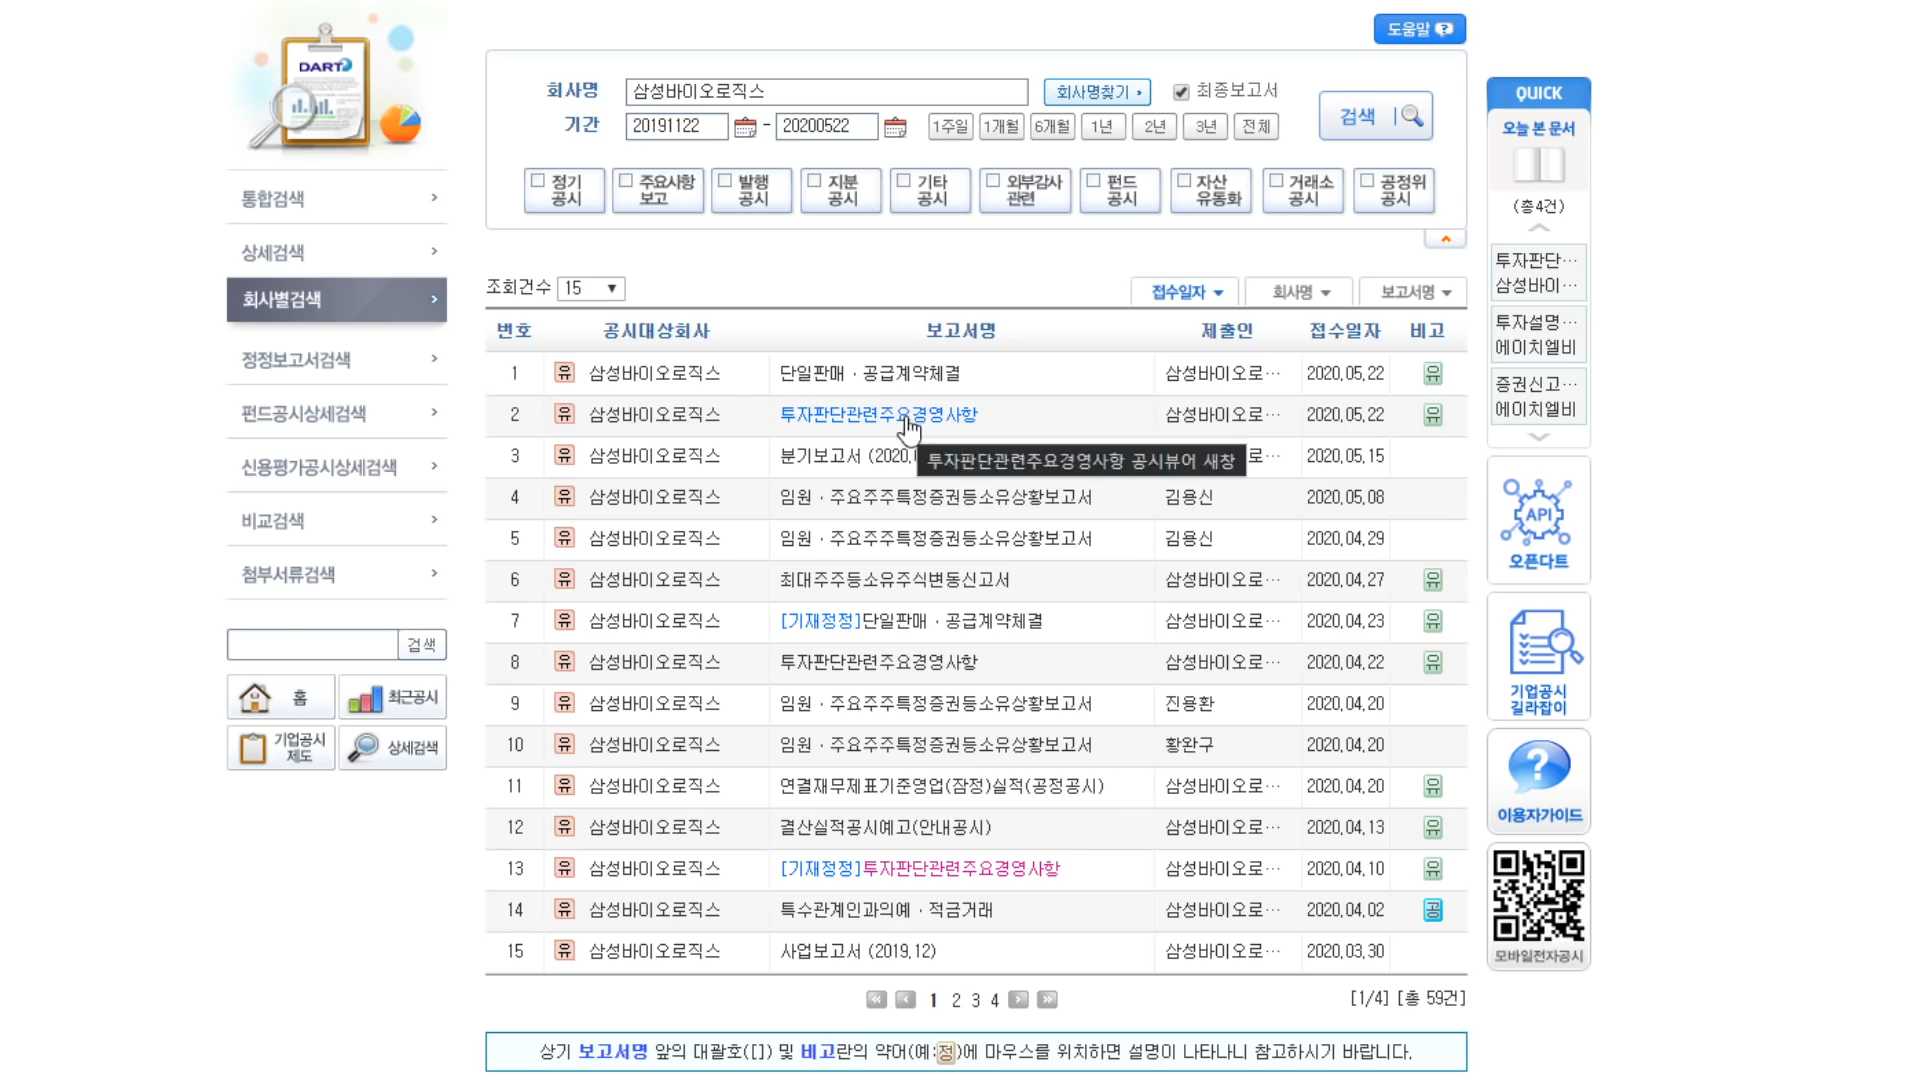 도움말 ?
DART
회사명 삼성바이오로직스 회사명찾기 최종보고서
기간 20191122 - 20200522 1주일 1개월 6개월 1년 2년 3년 전체
검색
정기
공시
주요사항
보고
발행
공시
지분
공시
기타
공시
외부감사
관련
펀드
공시
자산
유동화
거래소
공시
공정위
공시
통합검색
상세검색
회사별검색
정정보고서검색
펀드공시상세검색
신용평가공시상세검색
비교검색
첨부서류검색
검색
홈
최근공시
기업공시
제도
상세검색
조회건수 15
접수일자 회사명 보고서명
번호 공시대상회사 보고서명 제출인 접수일자 비고
1 유 삼성바이오로직스 단일판매ㆍ공급계약체결 삼성바이오로… 2020.05.22 유
2 유 삼성바이오로직스 투자판단관련주요경영사항 삼성바이오로… 2020.05.22 유
3 유 삼성바이오로직스 분기보고서 (2020. 로… 2020.05.15
투자판단관련주요경영사항 공시뷰어 새창
4 유 삼성바이오로직스 임원ㆍ주요주주특정증권등소유상황보고서 김용신 2020.05.08
5 유 삼성바이오로직스 임원ㆍ주요주주특정증권등소유상황보고서 김용신 2020.04.29
6 유 삼성바이오로직스 최대주주등소유주식변동신고서 삼성바이오로… 2020.04.27 유
7 유 삼성바이오로직스 [기재정정]단일판매ㆍ공급계약체결 삼성바이오로… 2020.04.23 유
8 유 삼성바이오로직스 투자판단관련주요경영사항 삼성바이오로… 2020.04.22 유
9 유 삼성바이오로직스 임원ㆍ주요주주특정증권등소유상황보고서 진용환 2020.04.20
10 유 삼성바이오로직스 임원ㆍ주요주주특정증권등소유상황보고서 황완구 2020.04.20
11 유 삼성바이오로직스 연결재무제표기준영업(잠정)실적(공정공시) 삼성바이오로… 2020.04.20 유
12 유 삼성바이오로직스 결산실적공시예고(안내공시) 삼성바이오로… 2020.04.13 유
13 유 삼성바이오로직스 [기재정정]투자판단관련주요경영사항 삼성바이오로… 2020.04.10 유
14 유 삼성바이오로직스 특수관계인과의예ㆍ적금거래 삼성바이오로… 2020.04.02 공
15 유 삼성바이오로직스 사업보고서 (2019.12) 삼성바이오로… 2020.03.30
1 2 3 4
[1/4] [총 59건]
상기 보고서명 앞의 대괄호([]) 및 비고란의 약어(예:정)에 마우스를 위치하면 설명이 나타나니 참고하시기 바랍니다.
QUICK
오늘 본 문서
(총4건)
투자판단…
삼성바이…
투자설명…
에이치엘비
증권신고…
에이치엘비
API
오픈다트
기업공시
길라잡이
?
이용자가이드
모바일전자공시